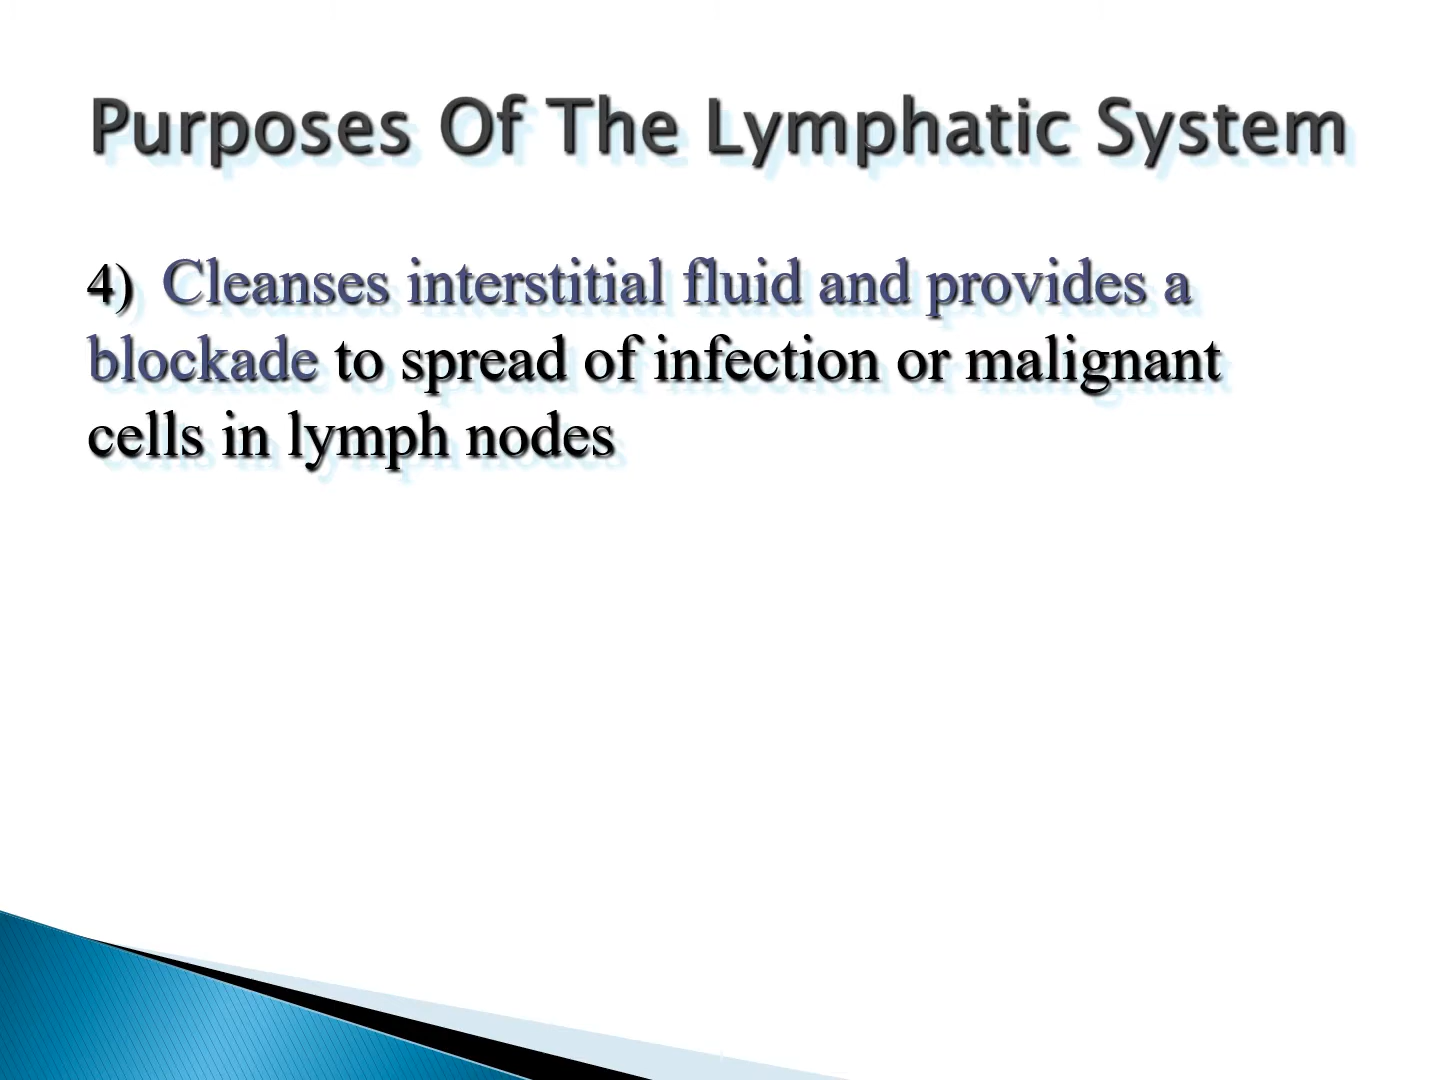 Purposes Of The Lymphatic System
4) Cleanses interstitial fluid and provides a
blockade to spread of infection or malignant
cells in lymph nodes